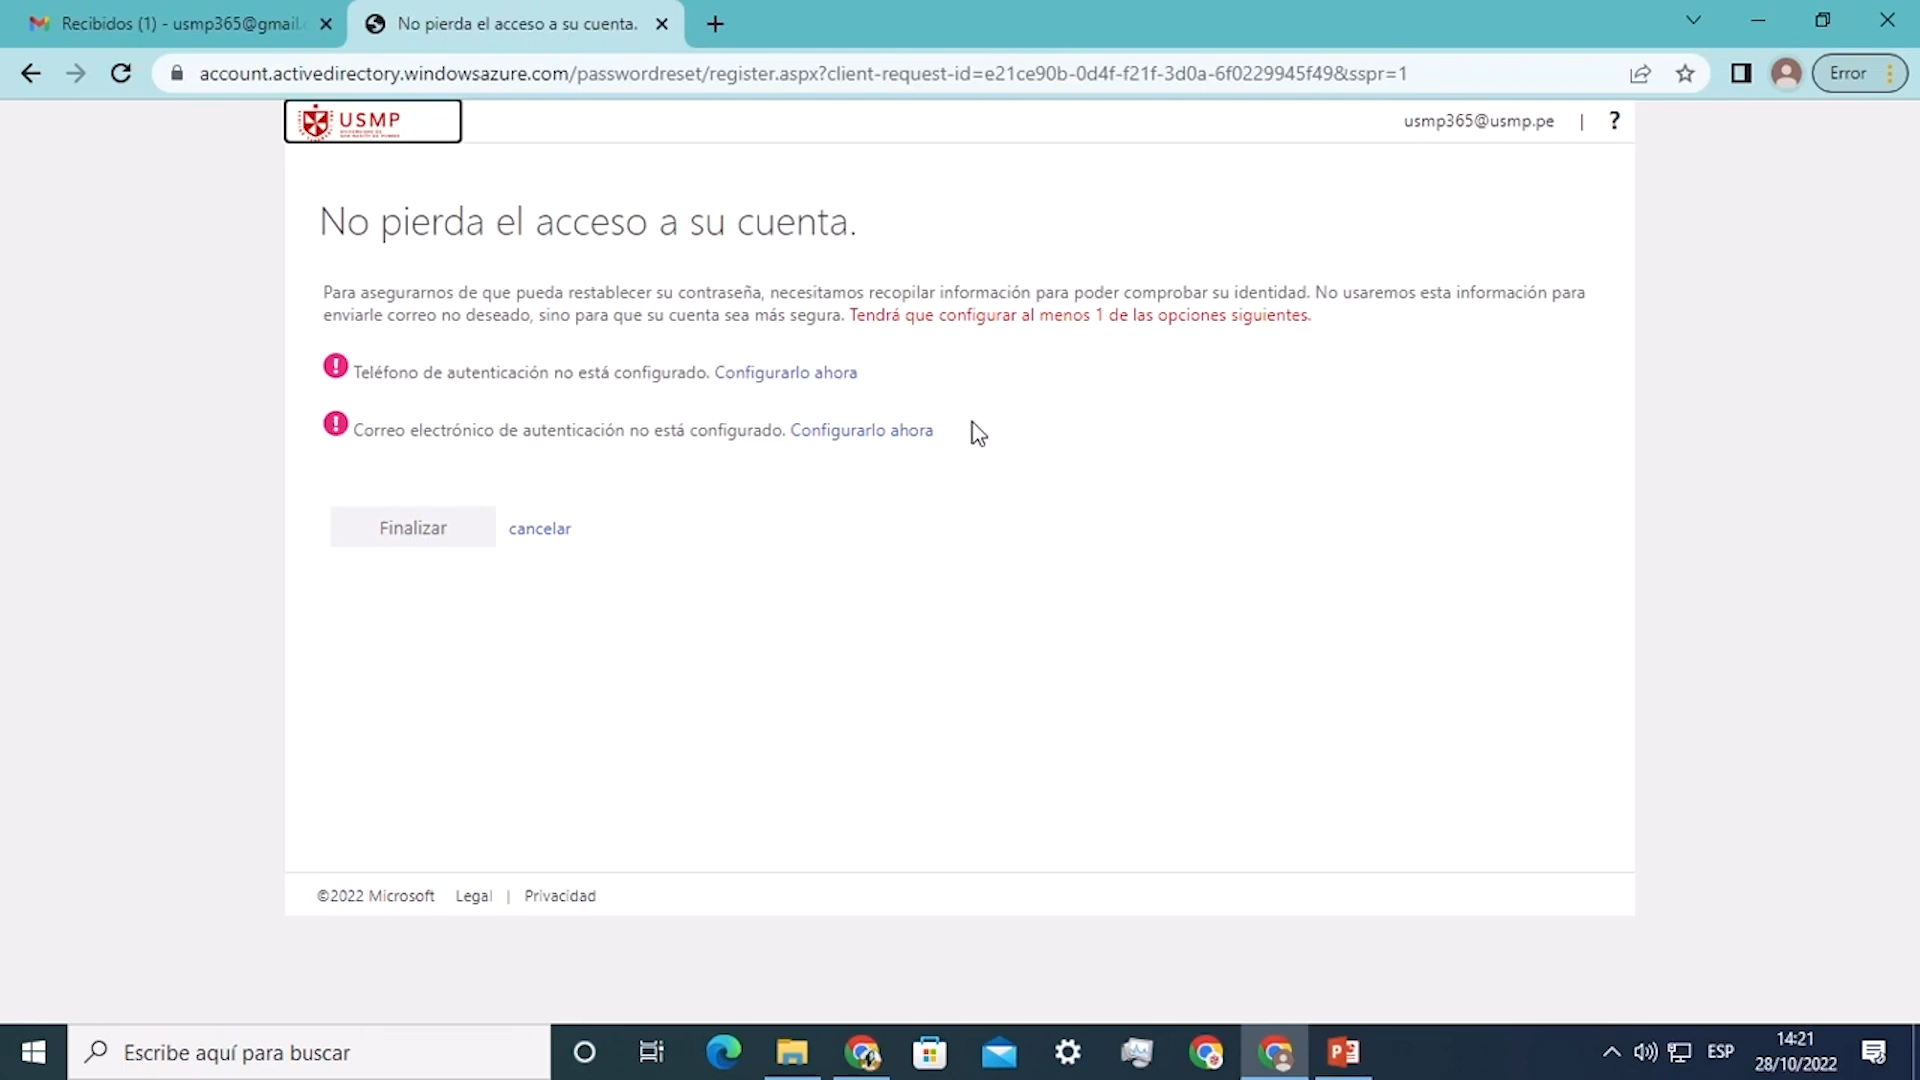 Recibidos (1) - usmp365@gmail.
No pierda el acceso a su cuenta.
account.activedirectory.windowsazure.com/passwordreset/register.aspx?client-request-id=e21ce90b-0d4f-f21f-3d0a-6f0229945f49&sspr=1
Error
USMP
usmp365@usmp.pe | ?
No pierda el acceso a su cuenta.
Para asegurarnos de que pueda restablecer su contraseña, necesitamos recopilar información para poder comprobar su identidad. No usaremos esta información para
enviarle correo no deseado, sino para que su cuenta sea más segura. Tendrá que configurar al menos 1 de las opciones siguientes.
Teléfono de autenticación no está configurado. Configurarlo ahora
Correo electrónico de autenticación no está configurado. Configurarlo ahora
Finalizar cancelar
©2022 Microsoft Legal | Privacidad
Escribe aquí para buscar
ESP
14:21
28/10/2022